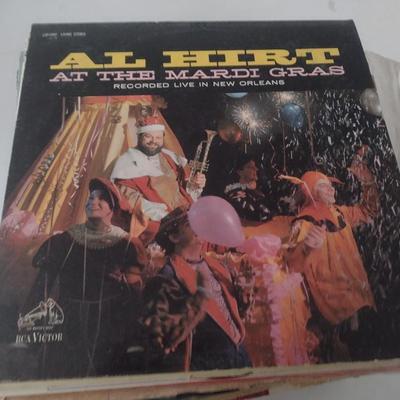 AL HIRT
AT THE MARDI GRAS
RECORDED LIVE IN NEW ORLEANS
RCA VICTOR